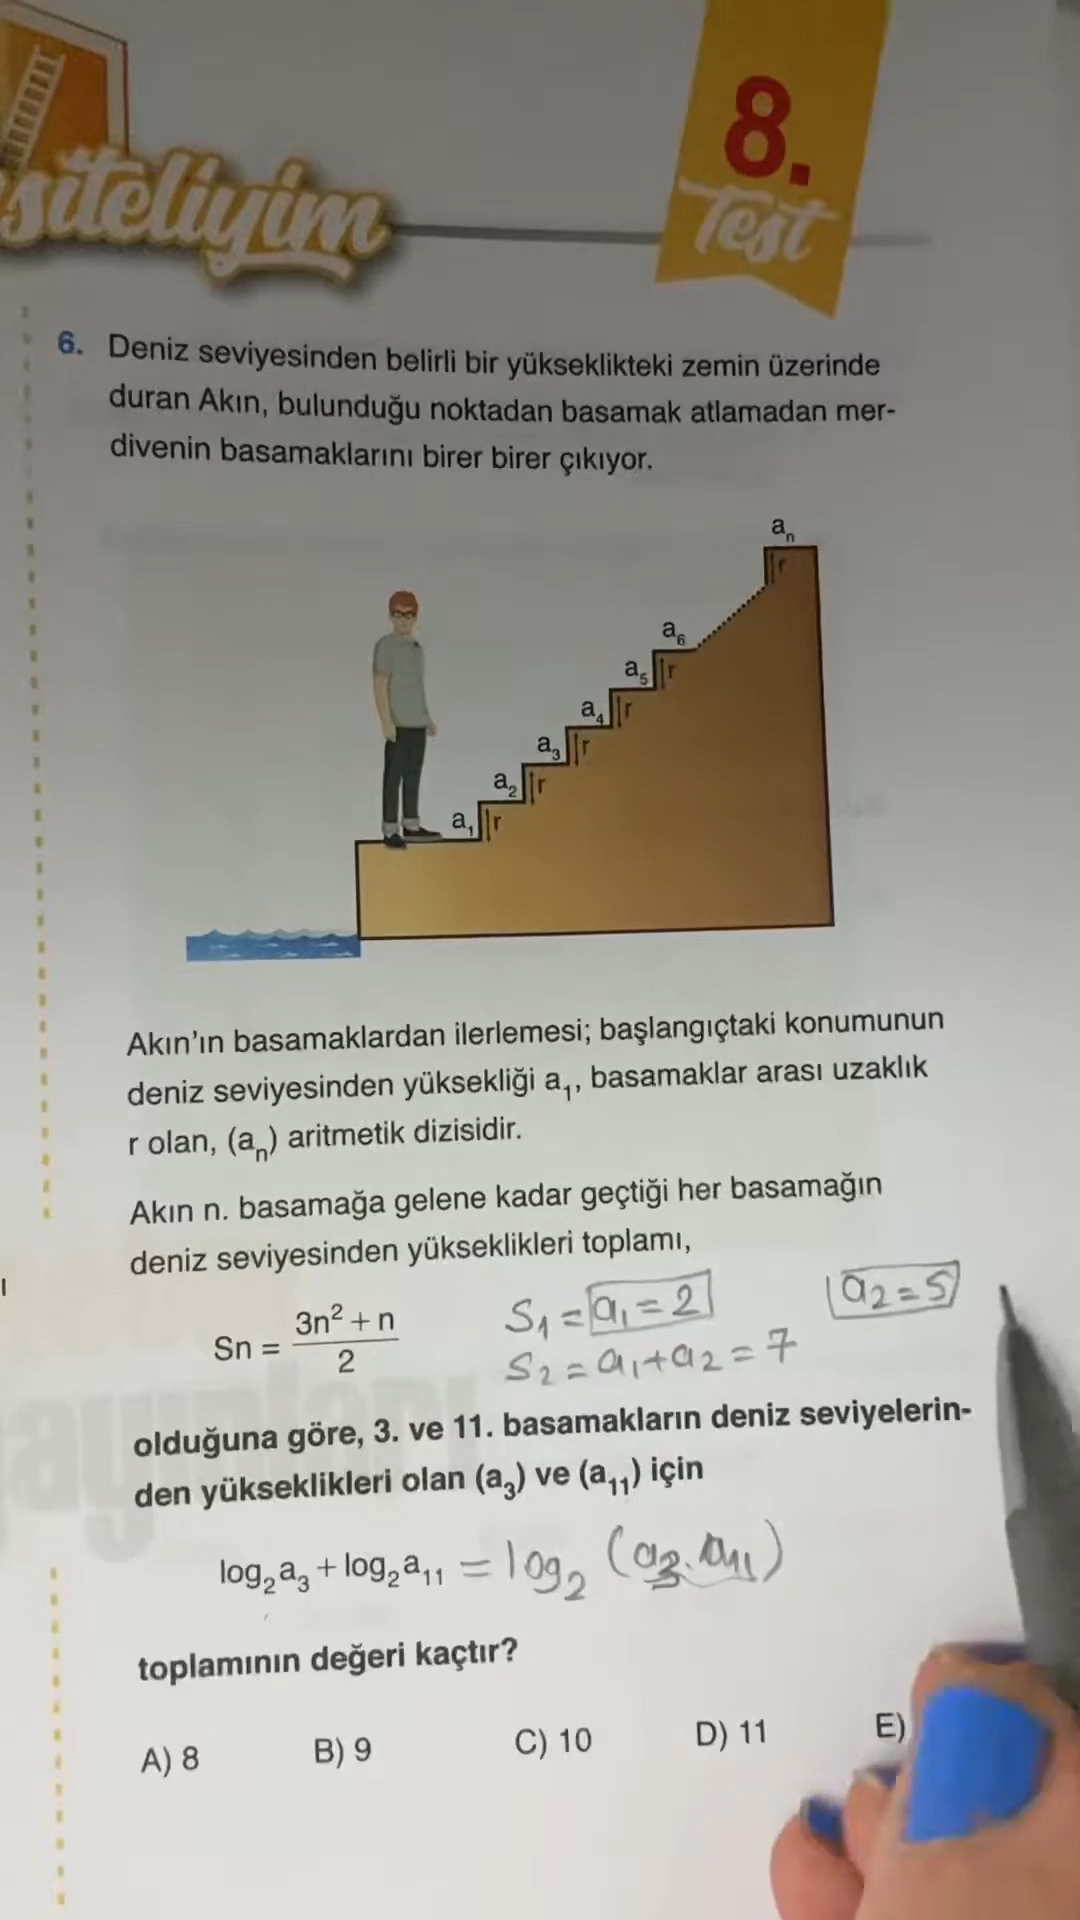 siteliyim
8.
Test
6. Deniz seviyesinden belirli bir yükseklikteki zemin üzerinde
duran Akın, bulunduğu noktadan basamak atlamadan mer-
divenin basamaklarını birer birer çıkıyor.
aₙ
r
a₆
a₅ r
a₄ r
a₃ r
a₂ r
a₁ r
Akın'ın basamaklardan ilerlemesi; başlangıçtaki konumunun
deniz seviyesinden yüksekliği a₁, basamaklar arası uzaklık
r olan, (aₙ) aritmetik dizisidir.
Akın n. basamağa gelene kadar geçtiği her basamağın
deniz seviyesinden yükseklikleri toplamı,
Sn = 3n² + n / 2
S₁ = a₁ = 2
a₂ = 5
S₂ = a₁ + a₂ = 7
olduğuna göre, 3. ve 11. basamakların deniz seviyelerin-
den yükseklikleri olan (a₃) ve (a₁₁) için
log₂a₃ + log₂a₁₁ = log₂ (a₃ . a₁₁)
toplamının değeri kaçtır?
A) 8 B) 9 C) 10 D) 11 E)